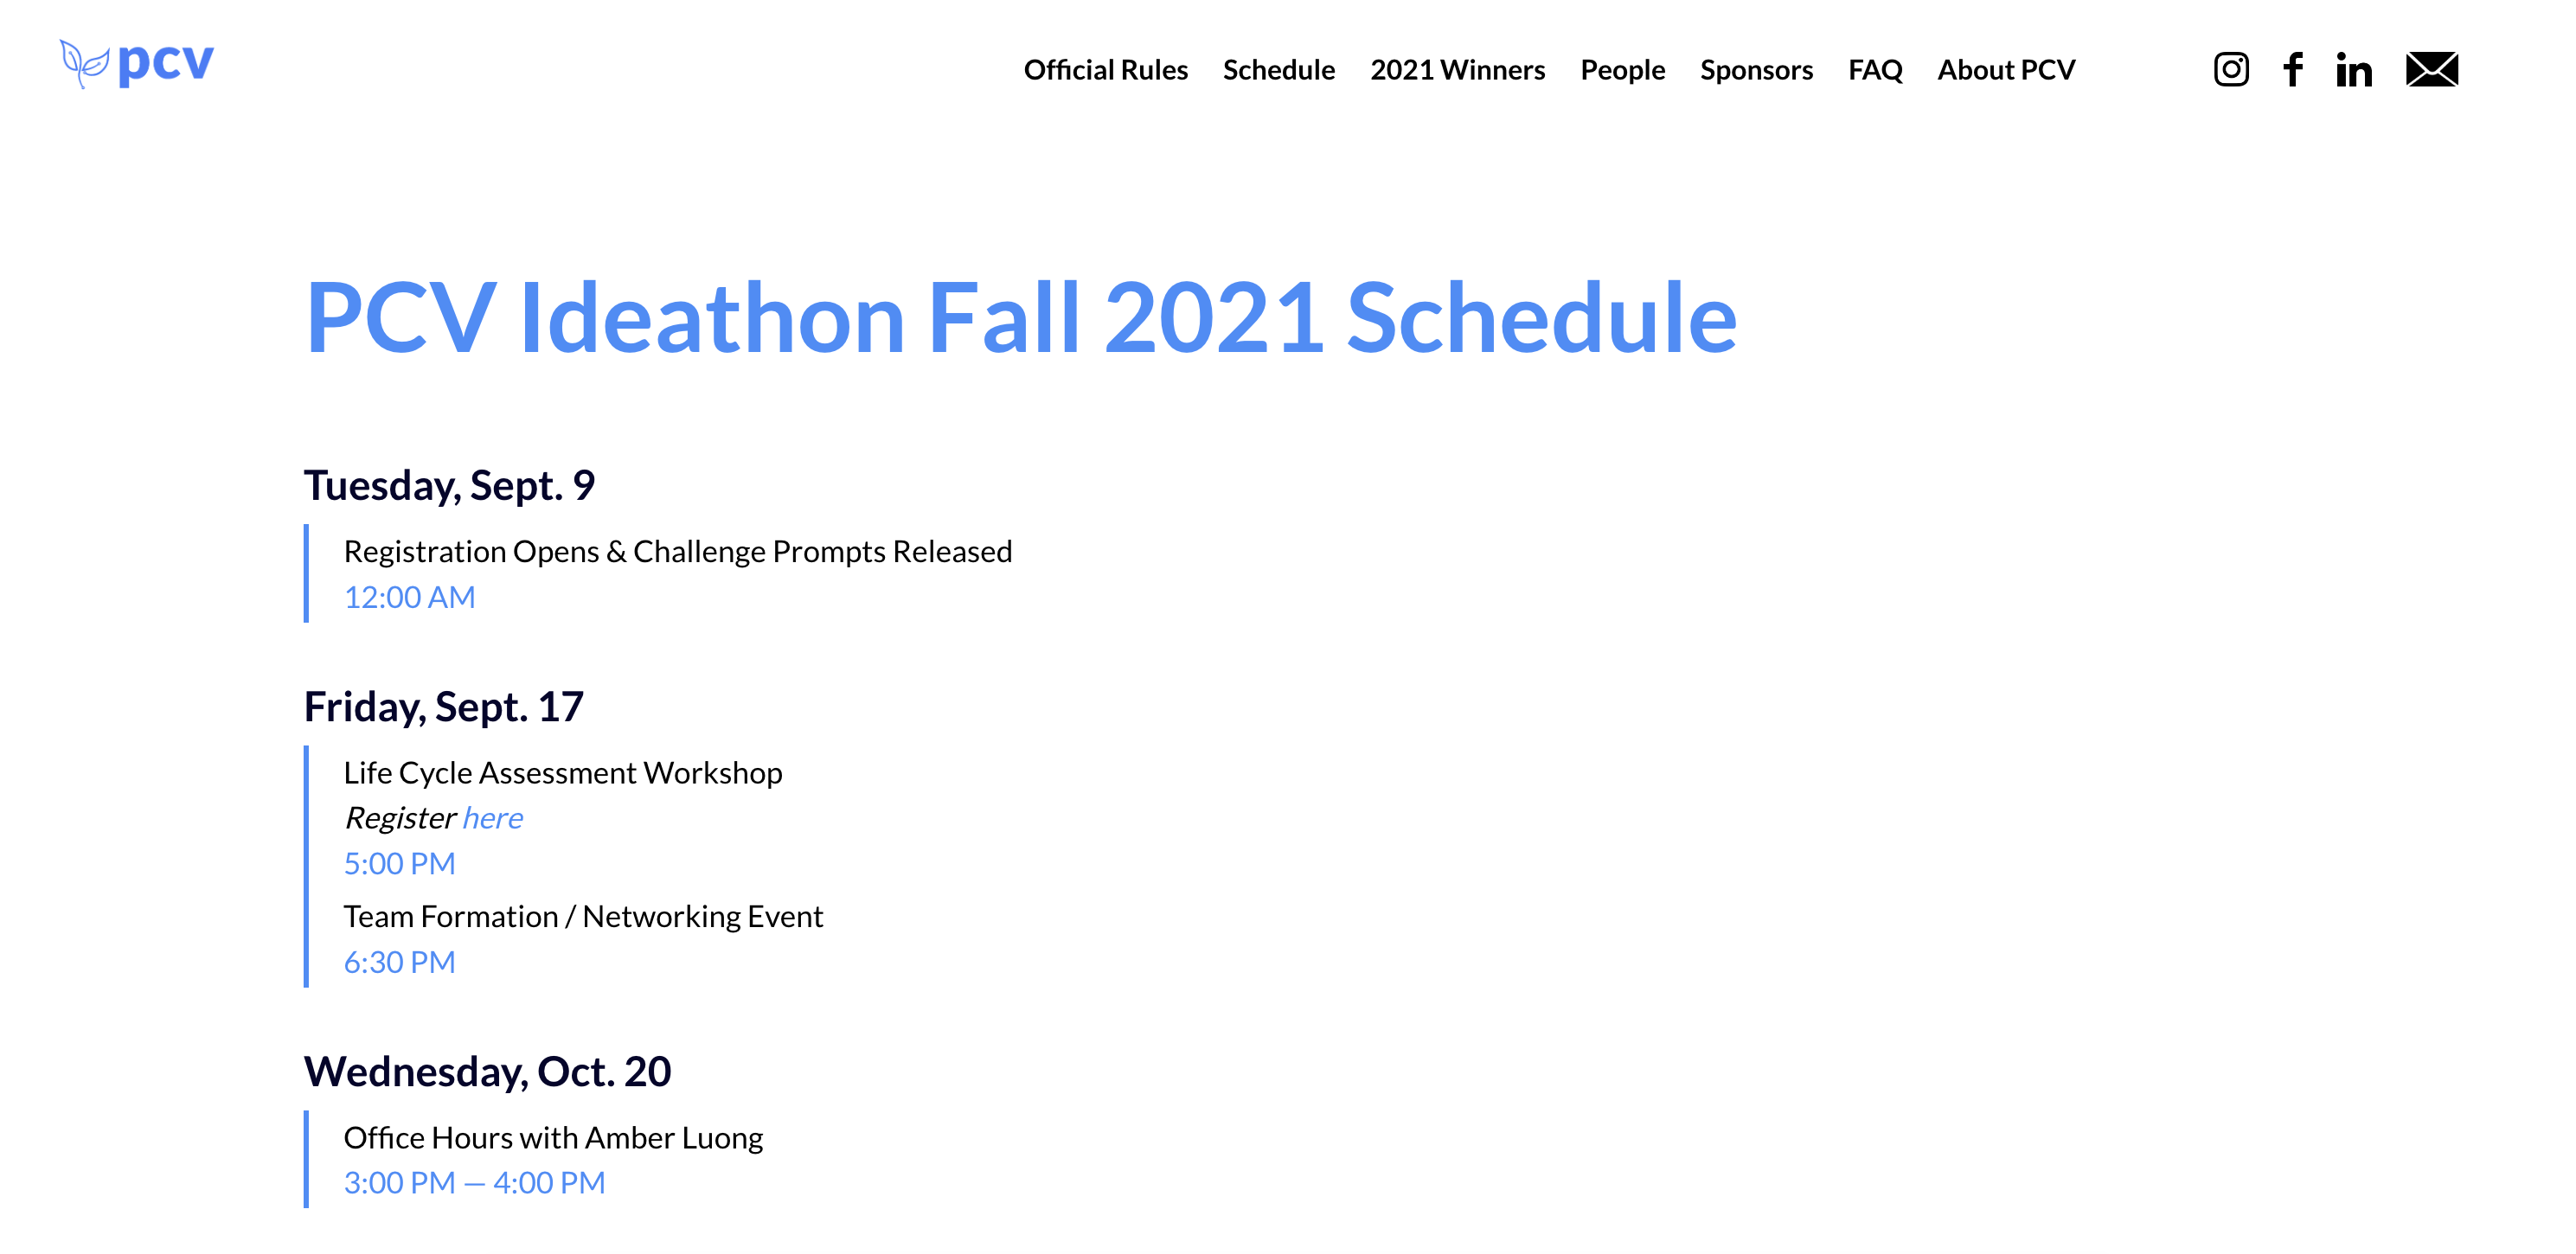 pcv
Official Rules Schedule 2021 Winners People Sponsors FAQ About PCV
PCV Ideathon Fall 2021 Schedule
Tuesday, Sept. 9
Registration Opens & Challenge Prompts Released
12:00 AM
Friday, Sept. 17
Life Cycle Assessment Workshop
Register here
5:00 PM
Team Formation / Networking Event
6:30 PM
Wednesday, Oct. 20
Office Hours with Amber Luong
3:00 PM — 4:00 PM